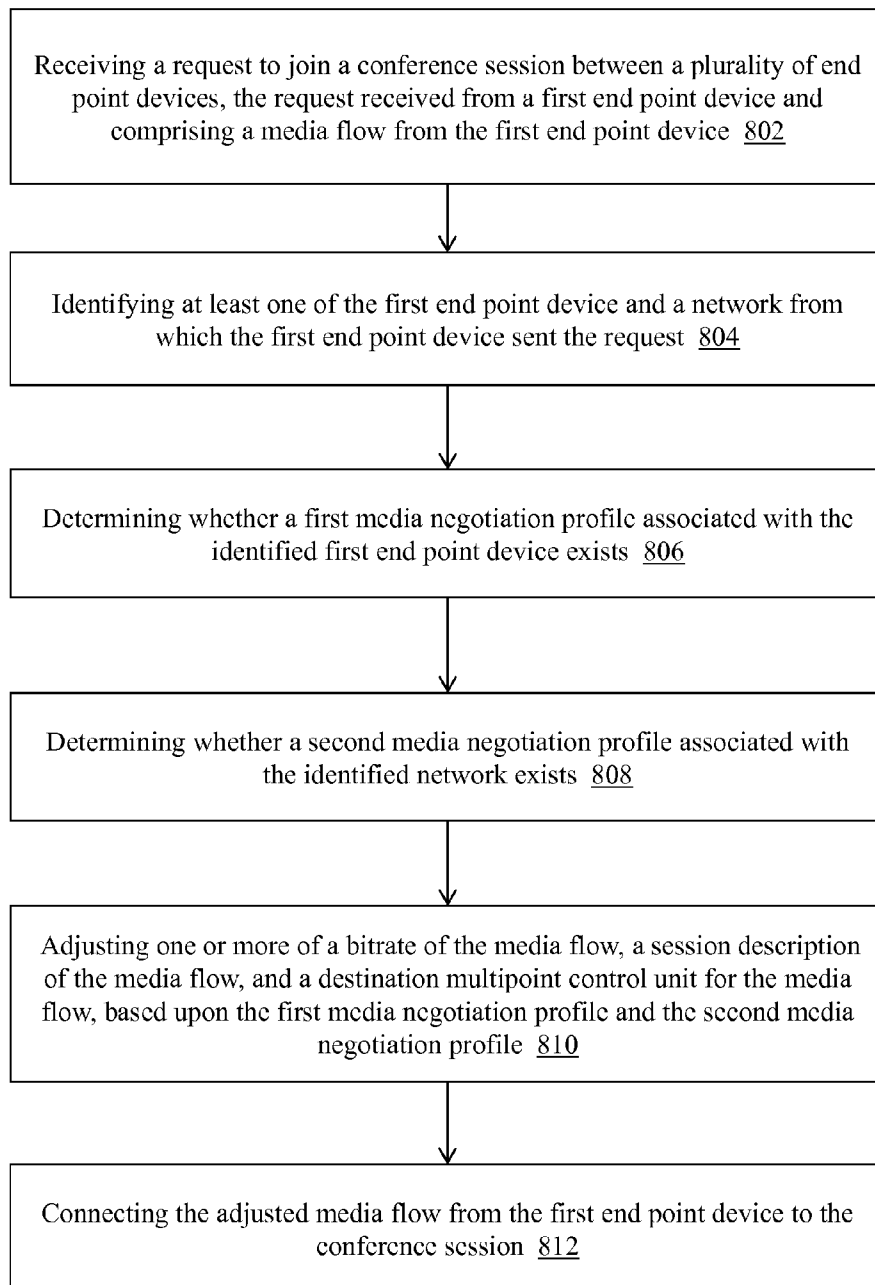 Receiving a request to join a conference session between a plurality of end
point devices, the request received from a first end point device and
comprising a media flow from the first end point device 802
Identifying at least one of the first end point device and a network from
which the first end point device sent the request 804
Determining whether a first media negotiation profile associated with the
identified first end point device exists 806
Determining whether a second media negotiation profile associated with
the identified network exists 808
Adjusting one or more of a bitrate of the media flow, a session description
of the media flow, and a destination multipoint control unit for the media
flow, based upon the first media negotiation profile and the second media
negotiation profile 810
Connecting the adjusted media flow from the first end point device to the
conference session 812